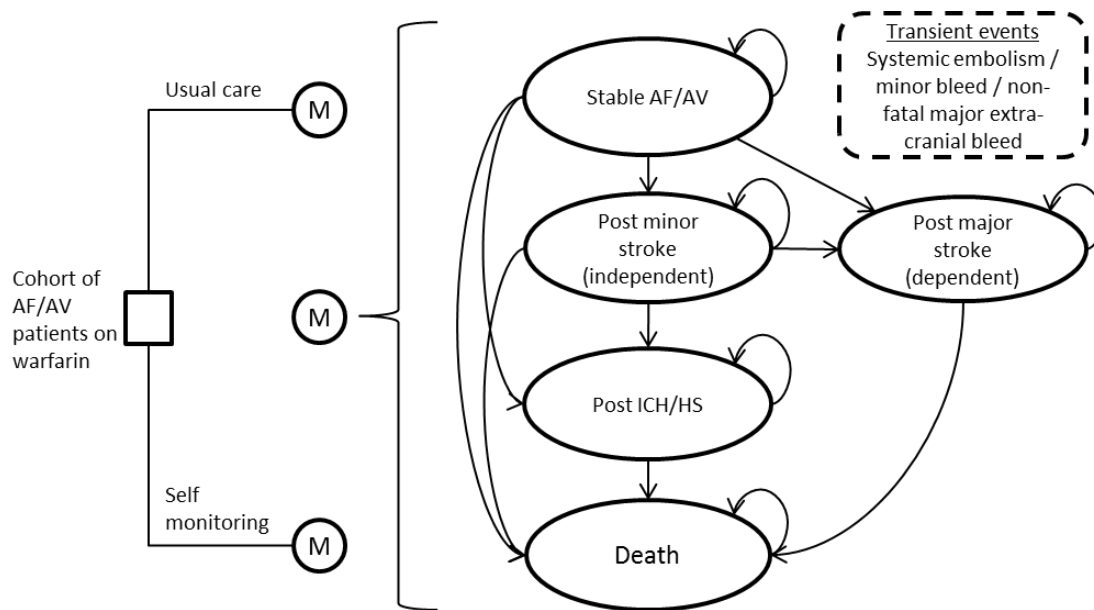 Usual care
M
Cohort of
AF/AV
patients on
warfarin
M
Self
monitoring
M
Stable AF/AV
Post minor
stroke
(independent)
Post major
stroke
(dependent)
Post ICH/HS
Death
Transient events
Systemic embolism /
minor bleed / non-
fatal major extra-
cranial bleed